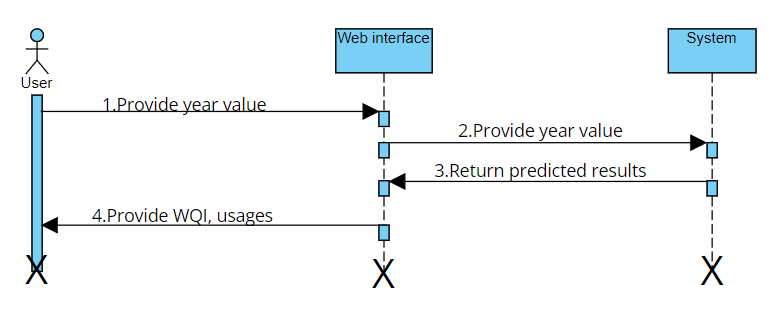 Web interface
System
User
1.Provide year value
2.Provide year value
3.Return predicted results
4.Provide WQI, usages
X
X
X